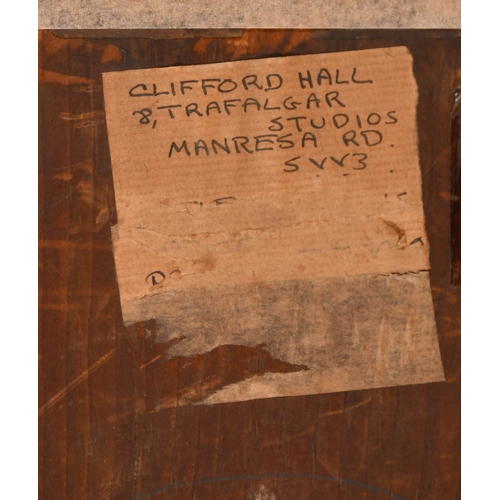 CLIFFORD HALL
8, TRAFALGAR
STUDIOS
MANRESA RD.
SW3